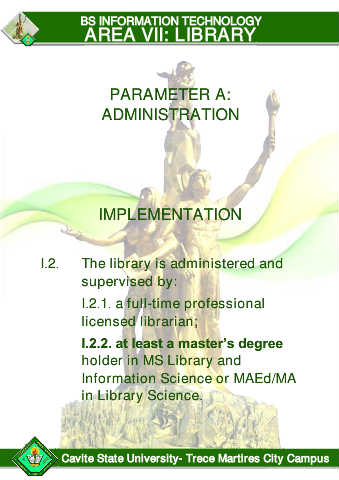 BS INFORMATION TECHNOLOGY
AREA VII: LIBRARY
PARAMETER A:
ADMINISTRATION
IMPLEMENTATION
I.2. The library is administered and
supervised by:
I.2.1. a full-time professional
licensed librarian;
I.2.2. at least a master's degree
holder in MS Library and
Information Science or MAEd/MA
in Library Science.
Cavite State University- Trece Martires City Campus